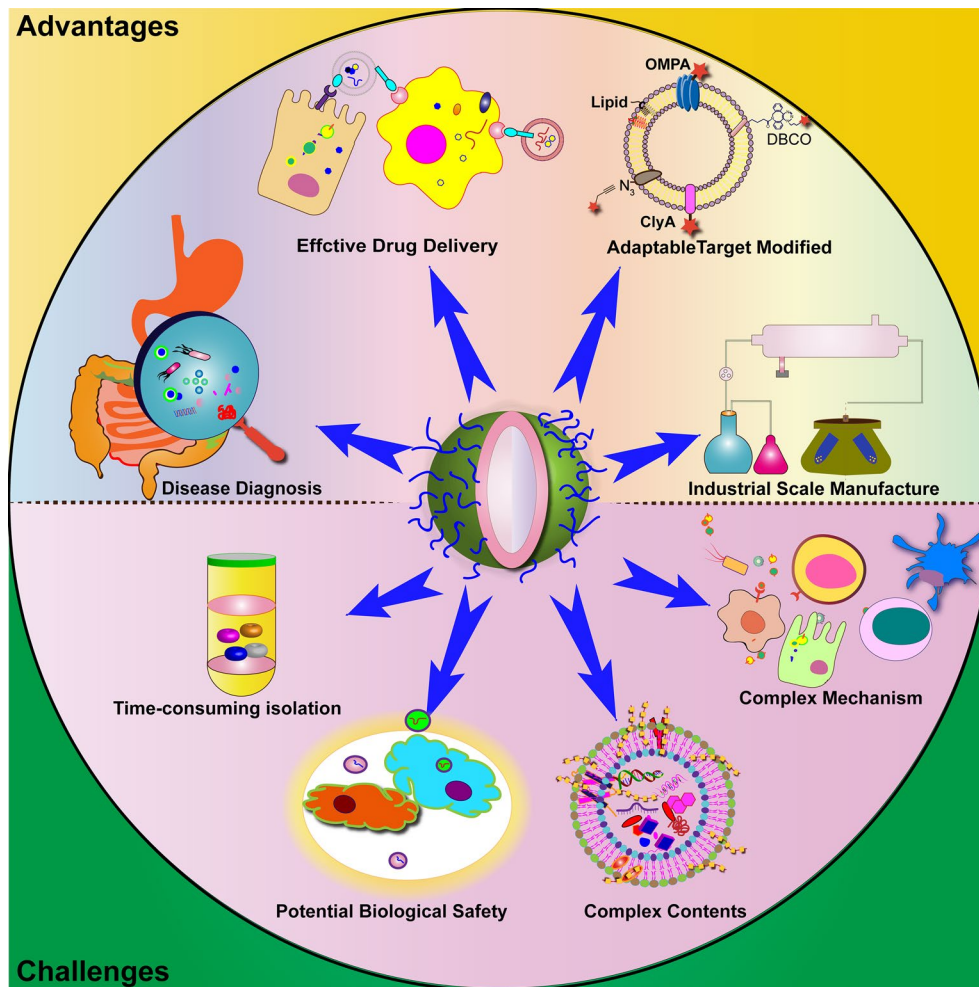 Advantages
OMPA
Lipid
DBCO
N3
ClyA
Effctive Drug Delivery
AdaptableTarget Modified
Disease Diagnosis
Industrial Scale Manufacture
Time-consuming isolation
Complex Mechanism
Potential Biological Safety
Complex Contents
Challenges